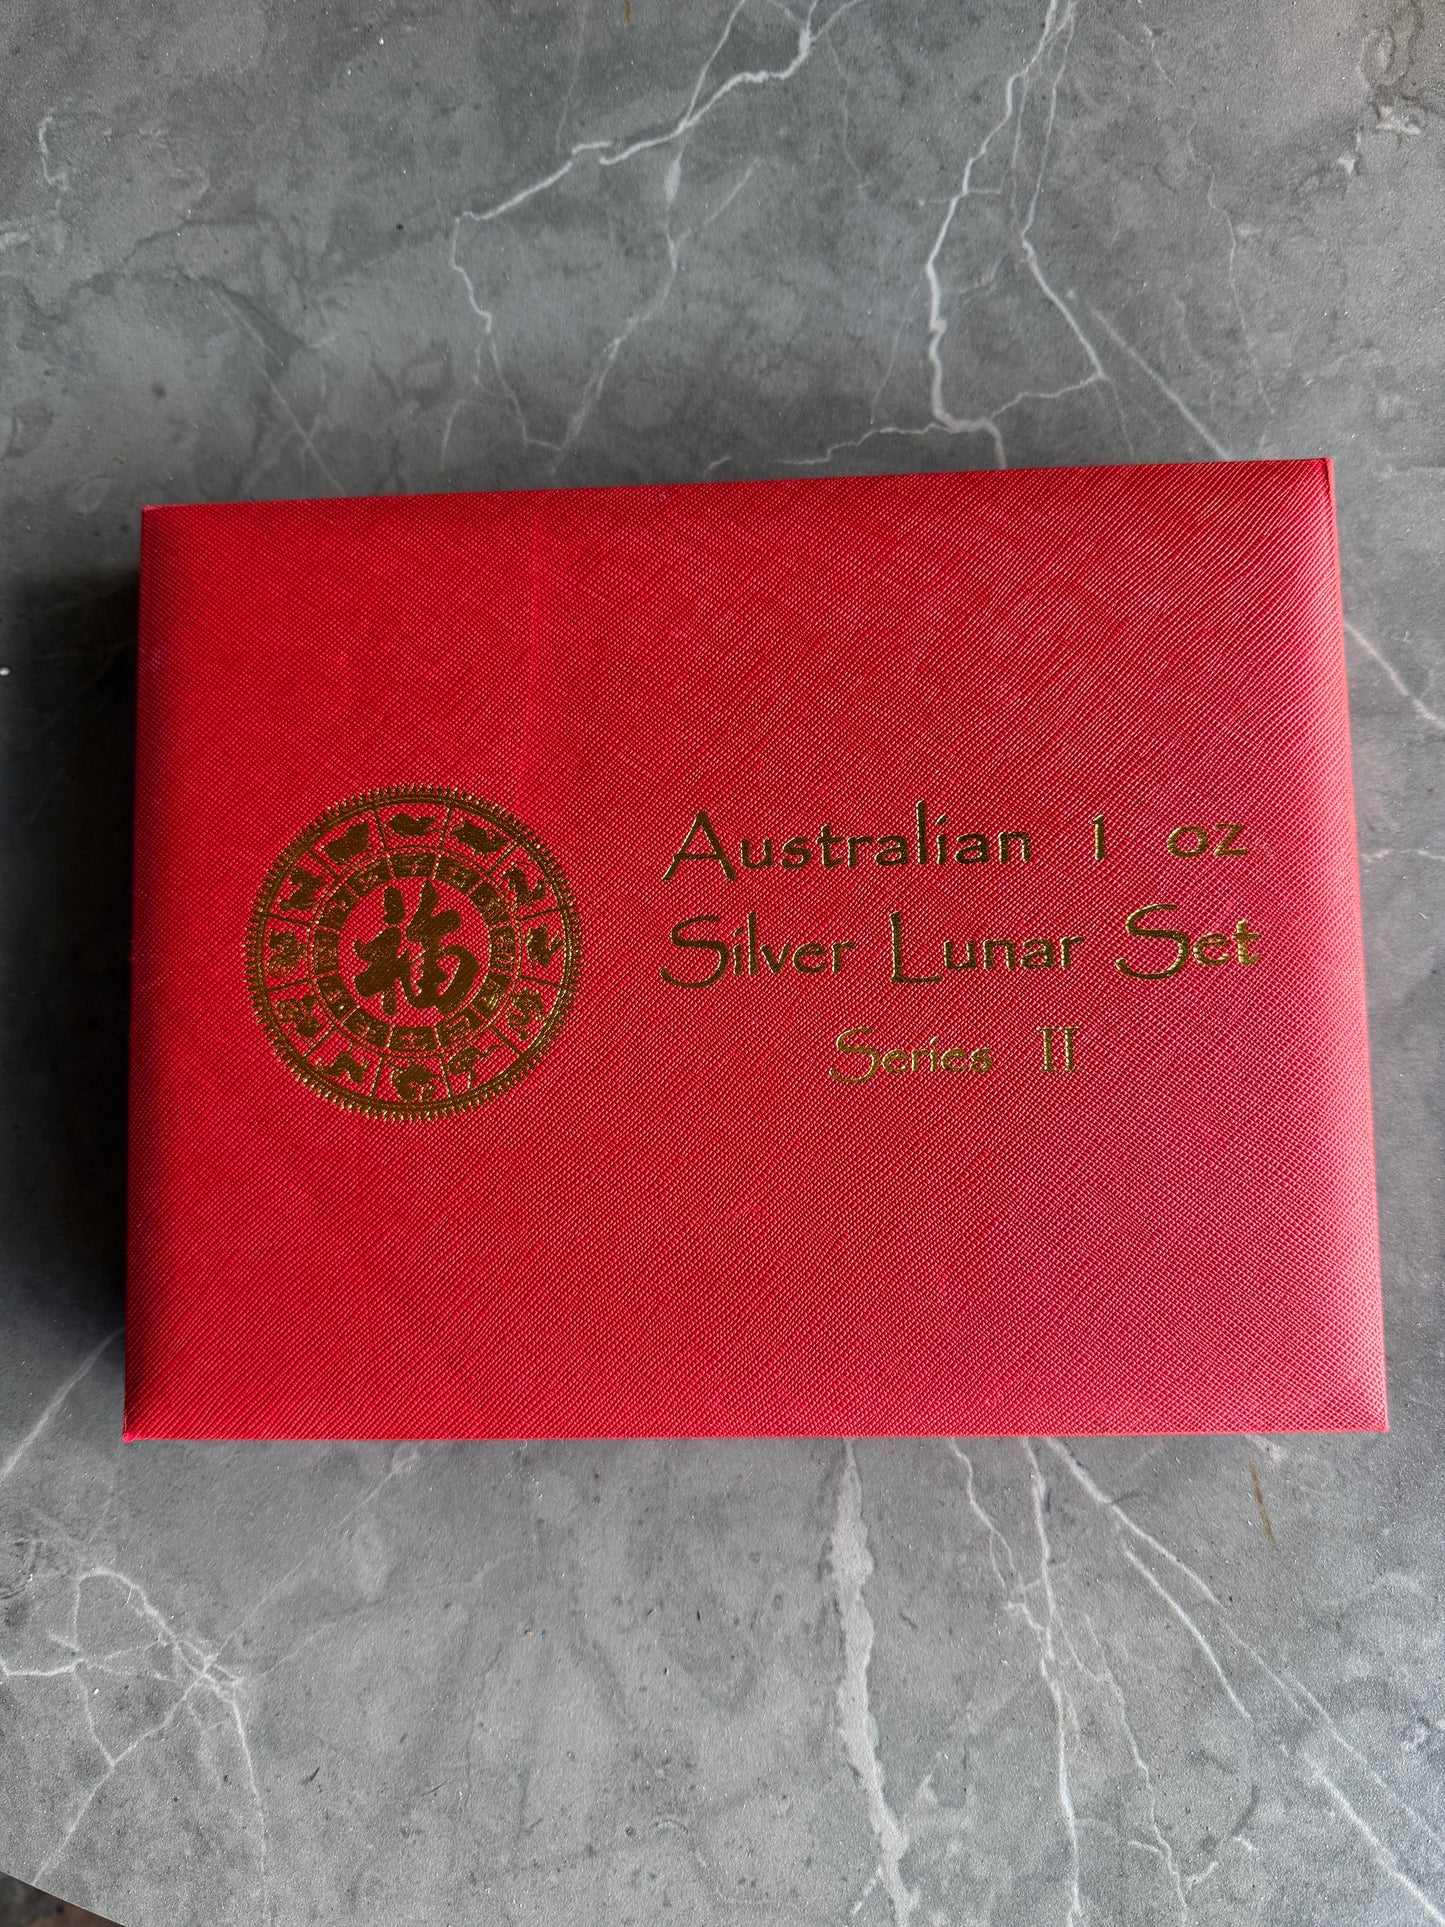 福
Australian 1 oz
Silver Lunar Set
Series II